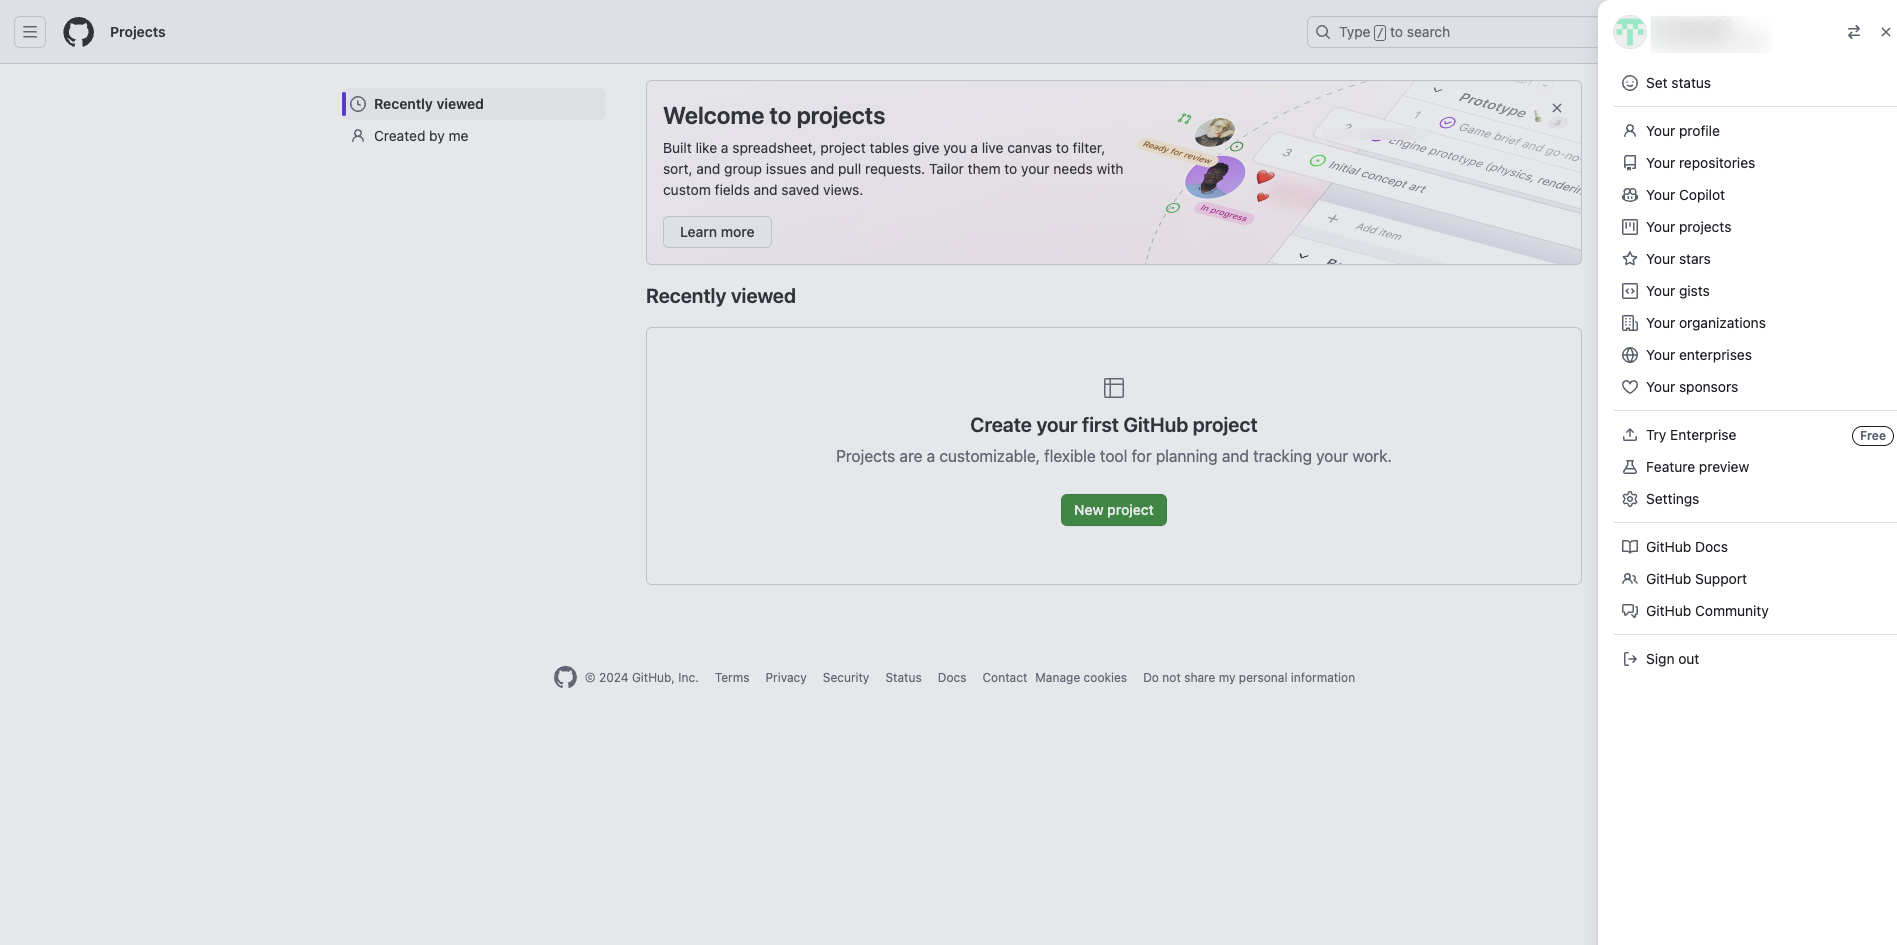 Projects
Type / to search
Recently viewed
Created by me
Welcome to projects
Built like a spreadsheet, project tables give you a live canvas to filter,
sort, and group issues and pull requests. Tailor them to your needs with
custom fields and saved views.
Learn more
Ready for review
In progress
Prototype
3
1 Game brief and go-no-
2 Engine prototype (physics, renderin
3 Initial concept art
Add item
Recently viewed
Create your first GitHub project
Projects are a customizable, flexible tool for planning and tracking your work.
New project
© 2024 GitHub, Inc. Terms Privacy Security Status Docs Contact Manage cookies Do not share my personal information
Set status
Your profile
Your repositories
Your Copilot
Your projects
Your stars
Your gists
Your organizations
Your enterprises
Your sponsors
Try Enterprise Free
Feature preview
Settings
GitHub Docs
GitHub Support
GitHub Community
Sign out